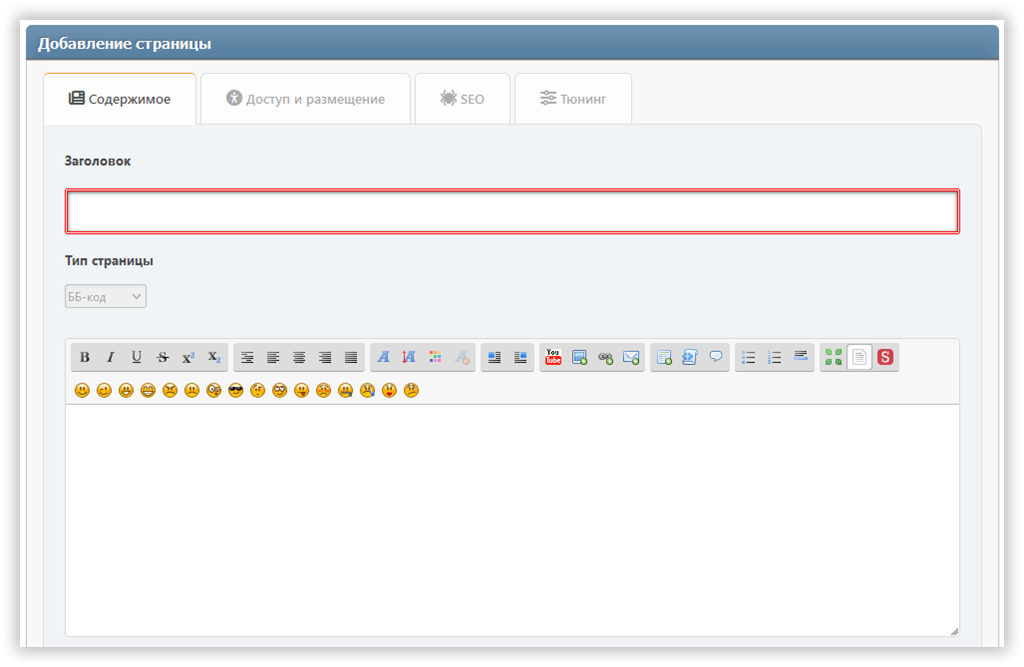 Добавление страницы
Содержимое
Доступ и размещение
SEO
Тюнинг
Заголовок
Тип страницы
ББ-код
B I U S X² X₂
A A A
You Tube
S